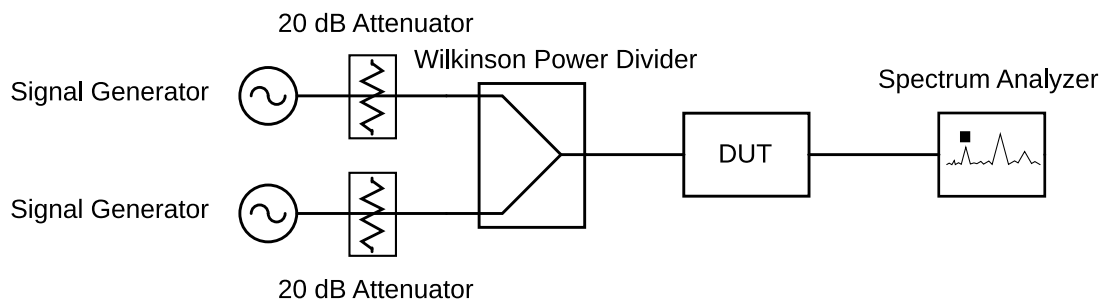 20 dB Attenuator
Wilkinson Power Divider
Signal Generator
Spectrum Analyzer
DUT
Signal Generator
20 dB Attenuator